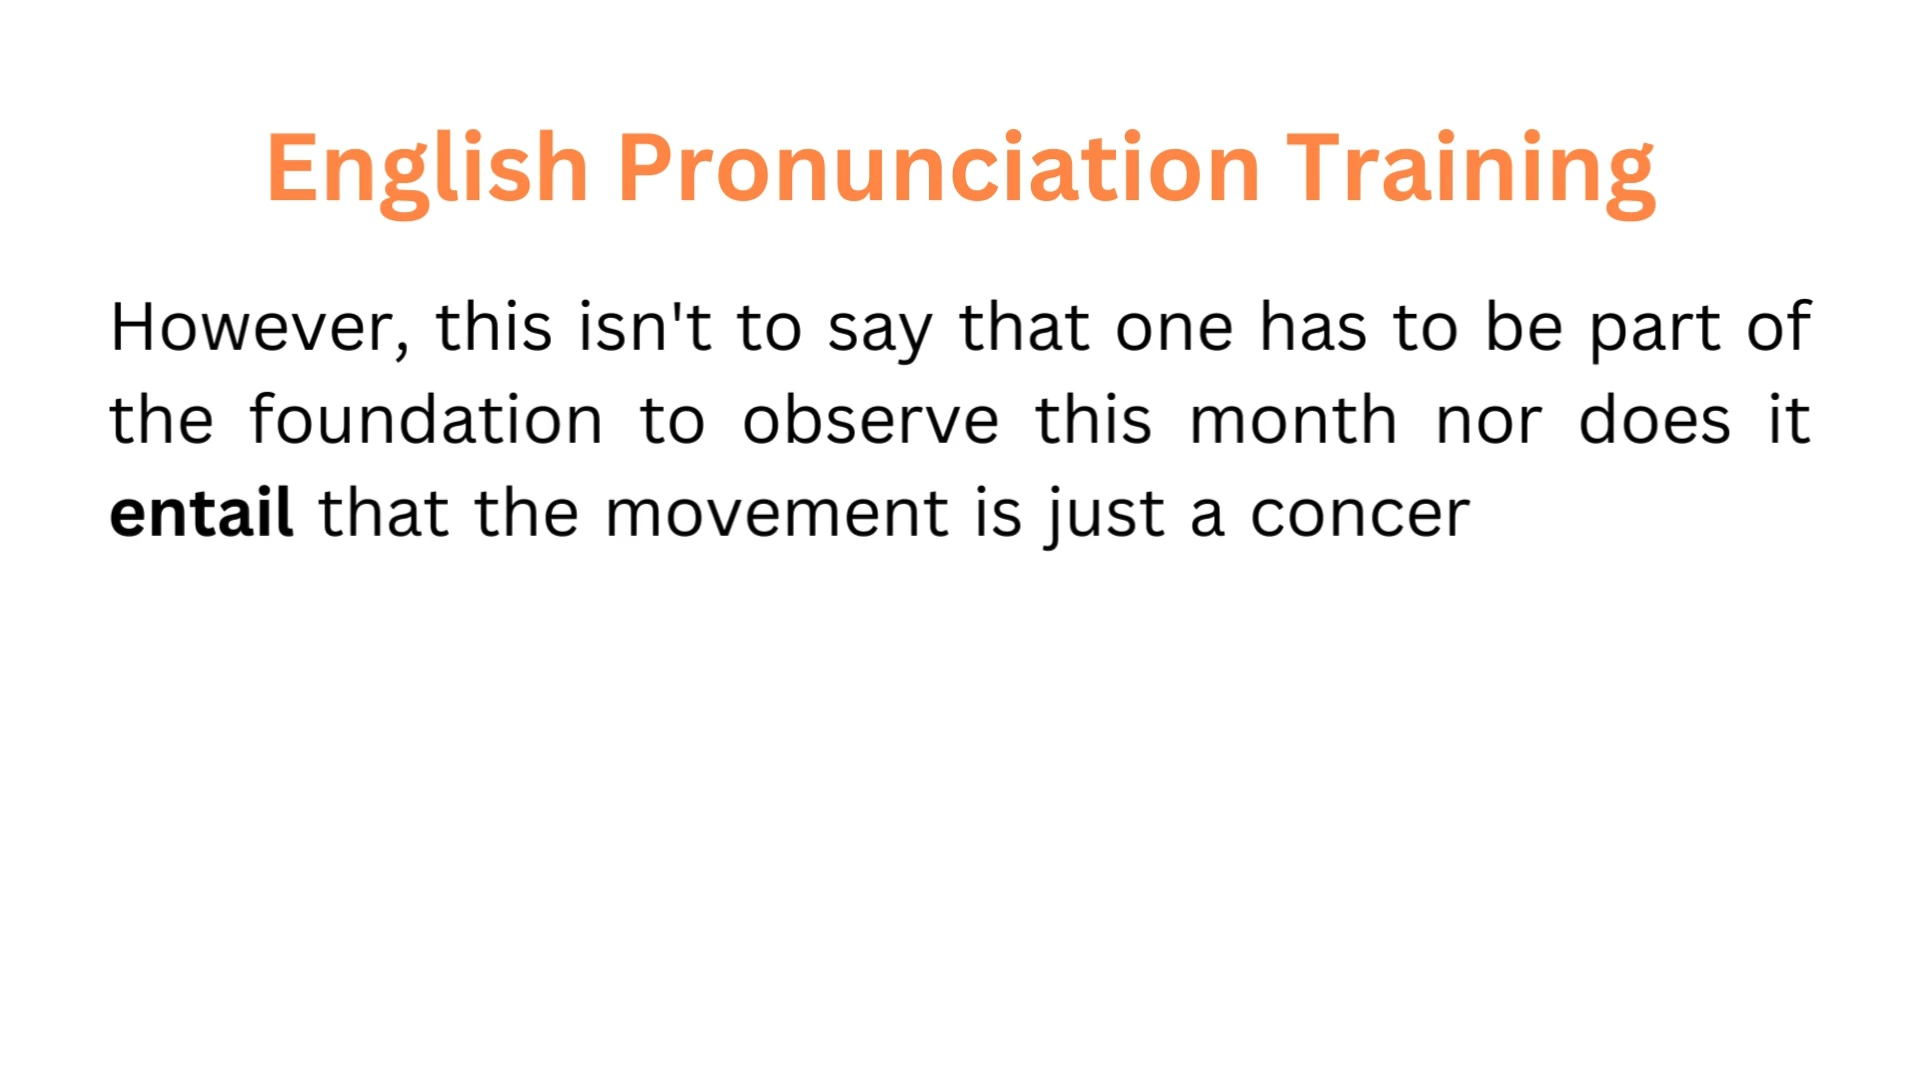 English Pronunciation Training
However, this isn't to say that one has to be part of
the foundation to observe this month nor does it
entail that the movement is just a concer